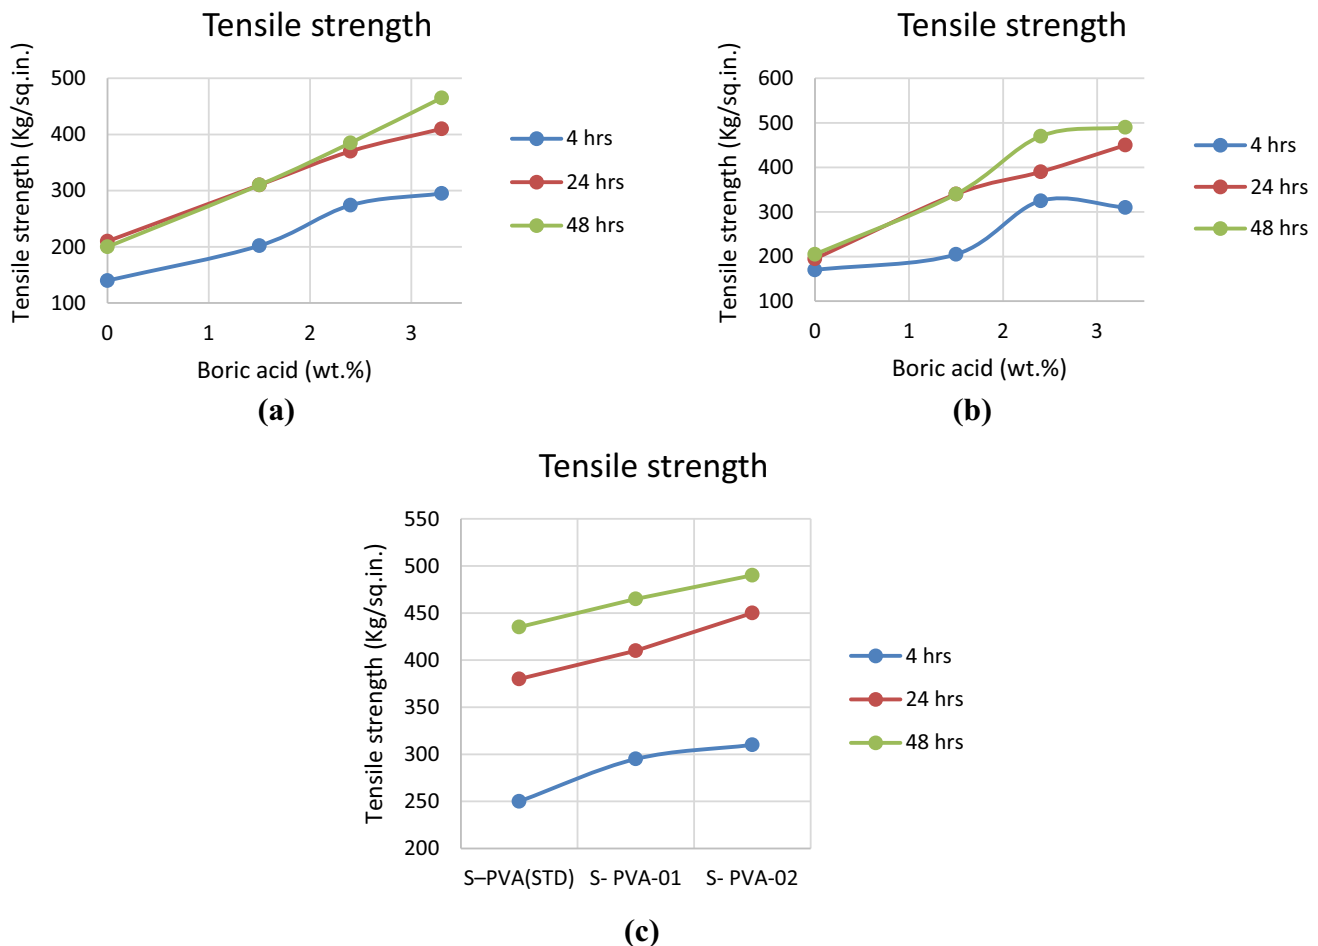 Tensile strength
Tensile strength (Kg/sq.in.)
500
400
300
200
100
0 1 2 3
Boric acid (wt.%)
4 hrs
24 hrs
48 hrs
(a)
Tensile strength
Tensile strength (Kg/sq.in.)
600
500
400
300
200
100
0 1 2 3
Boric acid (wt.%)
4 hrs
24 hrs
48 hrs
(b)
Tensile strength
Tensile strength (Kg/sq.in.)
550
500
450
400
350
300
250
200
S–PVA(STD) S- PVA-01 S- PVA-02
4 hrs
24 hrs
48 hrs
(c)